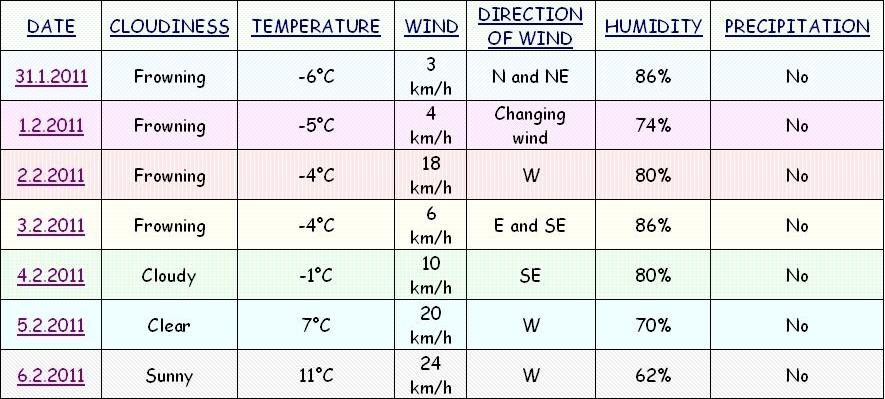 DATE CLOUDINESS TEMPERATURE WIND DIRECTION OF WIND HUMIDITY PRECIPITATION
31.1.2011 Frowning -6°C 3 km/h N and NE 86% No
1.2.2011 Frowning -5°C 4 km/h Changing wind 74% No
2.2.2011 Frowning -4°C 18 km/h W 80% No
3.2.2011 Frowning -4°C 6 km/h E and SE 86% No
4.2.2011 Cloudy -1°C 10 km/h SE 80% No
5.2.2011 Clear 7°C 20 km/h W 70% No
6.2.2011 Sunny 11°C 24 km/h W 62% No